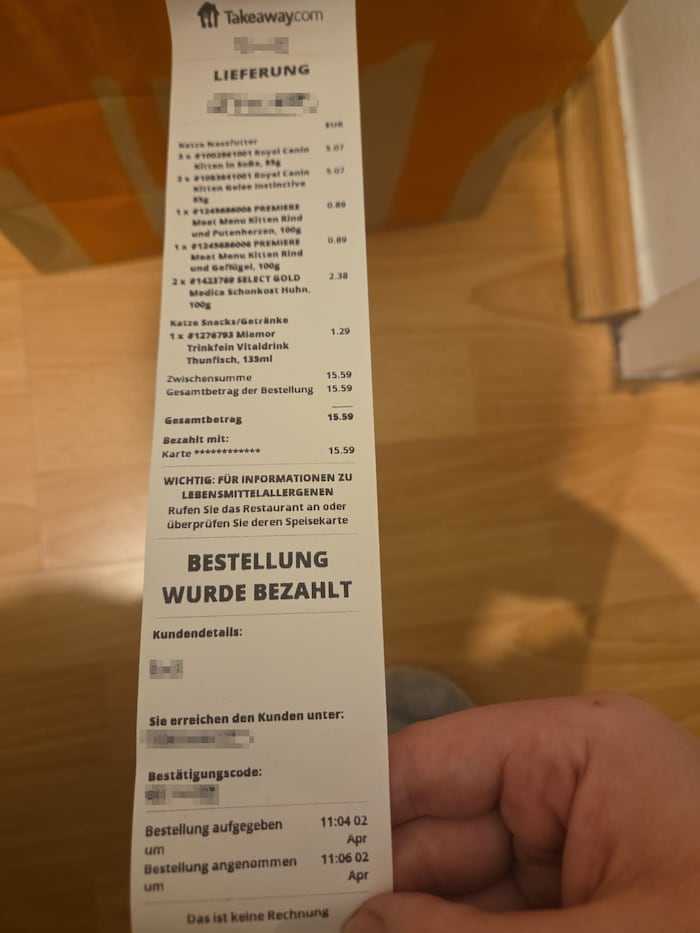 Takeaway.com
LIEFERUNG
EUR
Katze Nassfutter
3 x #1002861001 Royal Canin 5.07
Kitten in Soße, 85g
3 x #1083641001 Royal Canin 5.07
Kitten Gelee Instinctive
85g
1 x #1245686008 PREMIERE 0.89
Meat Menu Kitten Rind
und Putenherzen, 100g
1 x #1245686006 PREMIERE 0.89
Meat Menu Kitten Rind
und Geflügel, 100g
2 x #1423769 SELECT GOLD 2.38
Medica Schonkost Huhn,
100g
Katze Snacks/Getränke
1 x #1276793 Miamor 1.29
Trinkfein Vitaldrink
Thunfisch, 135ml
Zwischensumme 15.59
Gesamtbetrag der Bestellung 15.59
Gesamtbetrag 15.59
Bezahlt mit:
Karte ************ 15.59
WICHTIG: FÜR INFORMATIONEN ZU
LEBENSMITTELALLERGENEN
Rufen Sie das Restaurant an oder
überprüfen Sie deren Speisekarte
BESTELLUNG
WURDE BEZAHLT
Kundendetails:
Sie erreichen den Kunden unter:
Bestätigungscode:
Bestellung aufgegeben 11:04 02
um Apr
Bestellung angenommen 11:06 02
um Apr
Das ist keine Rechnung